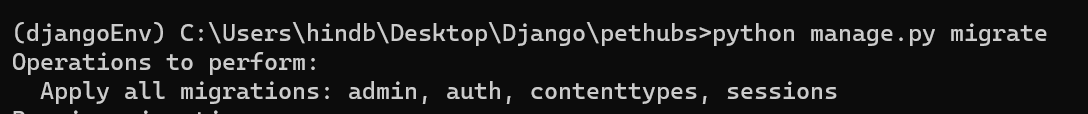 (djangoEnv) C:\Users\hindb\Desktop\Django\pethubs>python manage.py migrate
Operations to perform:
  Apply all migrations: admin, auth, contenttypes, sessions